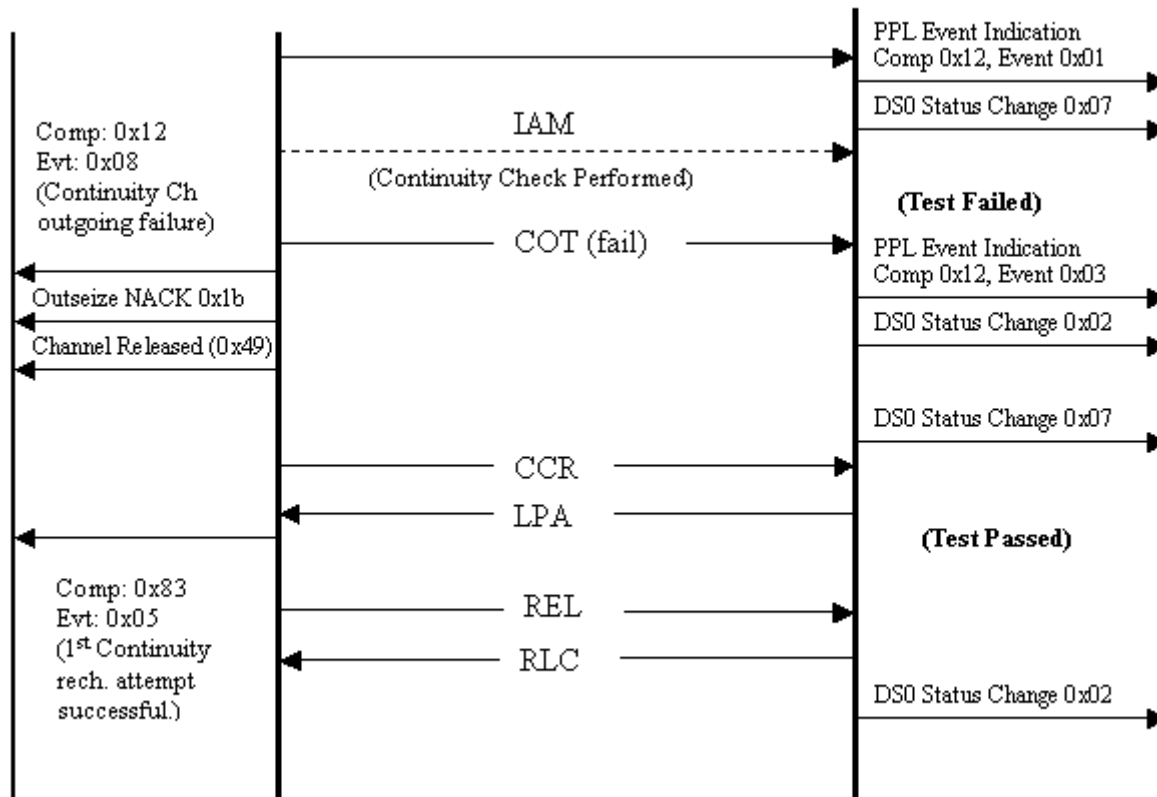 PPL Event Indication
Comp 0x12, Event 0x01
DS0 Status Change 0x07
IAM
Comp: 0x12
Evt: 0x08
(Continuity Ch
outgoing failure)
(Continuity Check Performed)
(Test Failed)
COT (fail)
PPL Event Indication
Comp 0x12, Event 0x03
Outseize NACK 0x1b
DS0 Status Change 0x02
Channel Released (0x49)
DS0 Status Change 0x07
CCR
LPA
(Test Passed)
Comp: 0x83
Evt: 0x05
(1st Continuity
rech. attempt
successful.)
REL
RLC
DS0 Status Change 0x02